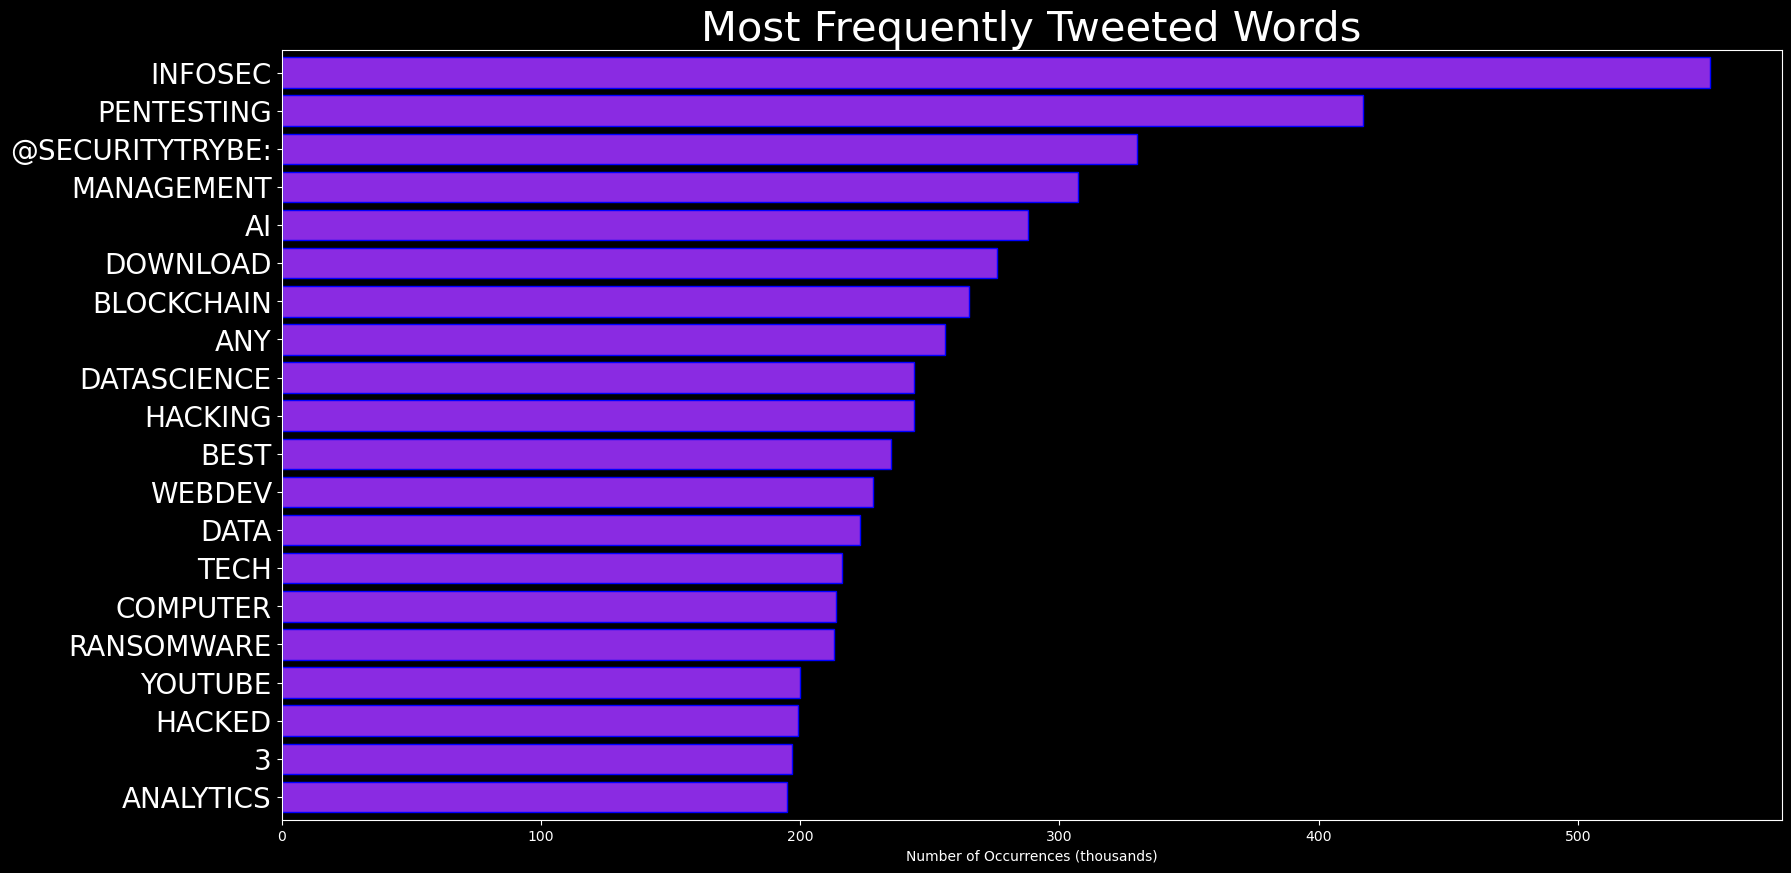 Most Frequently Tweeted Words
INFOSEC
PENTESTING
@SECURITYTRYBE:
MANAGEMENT
AI
DOWNLOAD
BLOCKCHAIN
ANY
DATASCIENCE
HACKING
BEST
WEBDEV
DATA
TECH
COMPUTER
RANSOMWARE
YOUTUBE
HACKED
3
ANALYTICS
0 100 200 300 400 500
Number of Occurrences (thousands)